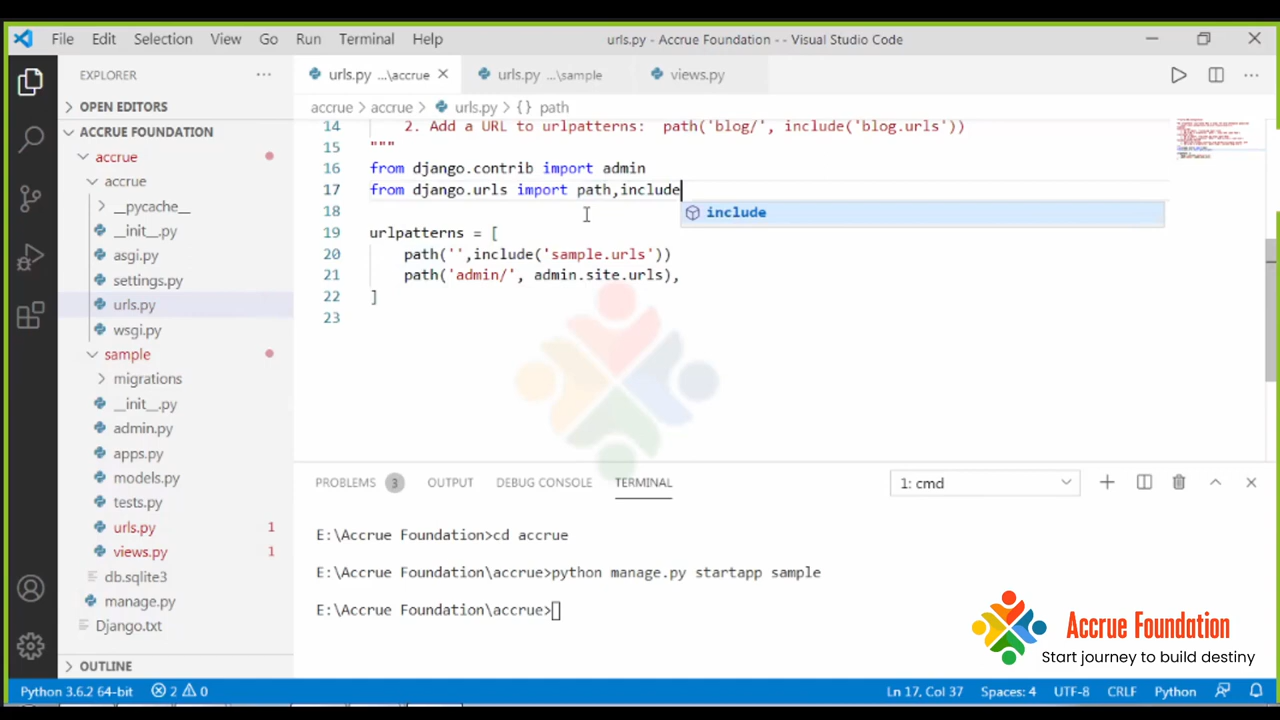 File Edit Selection View Go Run Terminal Help urls.py - Accrue Foundation - - Visual Studio Code
EXPLORER
urls.py ...\accrue urls.py ...\sample views.py
OPEN EDITORS
ACCRUE FOUNDATION
accrue
accrue
__pycache__
__init__.py
asgi.py
settings.py
urls.py
wsgi.py
sample
migrations
__init__.py
admin.py
apps.py
models.py
tests.py
urls.py 1
views.py 1
db.sqlite3
manage.py
Django.txt
OUTLINE
accrue > accrue > urls.py > {} path
14 2. Add a URL to urlpatterns: path('blog/', include('blog.urls'))
15 """
16 from django.contrib import admin
17 from django.urls import path,include
include
18
19 urlpatterns = [
20 path('',include('sample.urls'))
21 path('admin/', admin.site.urls),
22 ]
23
PROBLEMS 3 OUTPUT DEBUG CONSOLE TERMINAL 1: cmd
E:\Accrue Foundation>cd accrue
E:\Accrue Foundation\accrue>python manage.py startapp sample
E:\Accrue Foundation\accrue>
Accrue Foundation
Start journey to build destiny
Python 3.6.2 64-bit 2 0 Ln 17, Col 37 Spaces: 4 UTF-8 CRLF Python